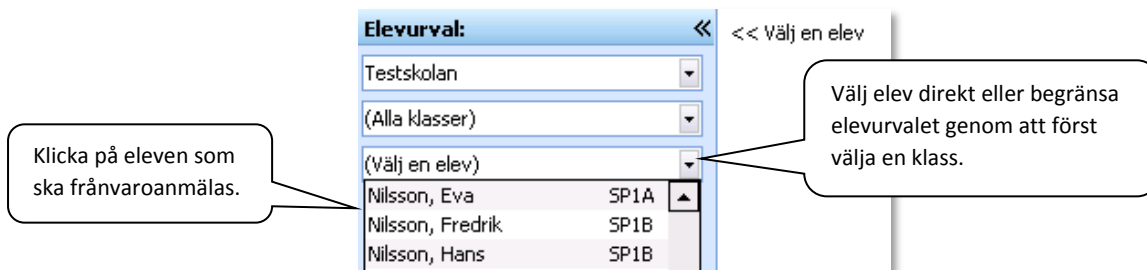 Elevurval:
<< Välj en elev
Testskolan
(Alla klasser)
(Välj en elev)
Nilsson, Eva SP1A
Nilsson, Fredrik SP1B
Nilsson, Hans SP1B
Klicka på eleven som
ska frånvaroanmälas.
Välj elev direkt eller begränsa
elevurvalet genom att först
välja en klass.